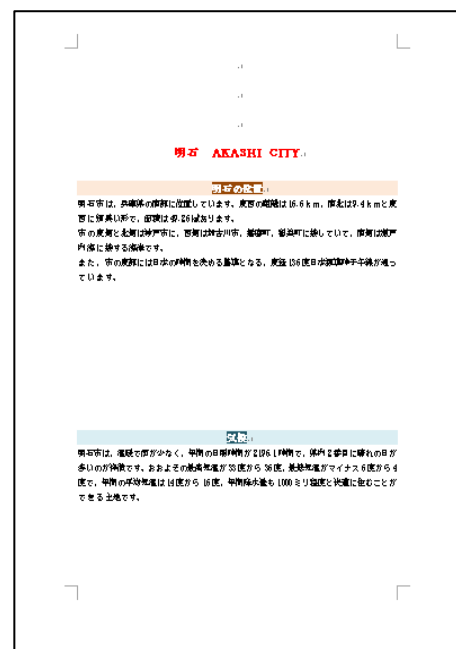 明石 AKASHI CITY
明石の位置
明石市は、兵庫県の南部に位置しています。東西の距離は16.6km、南北は9.4kmと東
西に細長い形で、面積は49.26㎢あります。
市の東側と北側は神戸市に、西側は加古川市、播磨町、稲美町に接していて、南側は瀬戸
内海に接する海岸です。
また、市の東部には日本の時間を決める基準となる、東経136度日本標準時子午線が通っ
ています。
気候
明石市は、温暖で雨が少なく、年間の日照時間が2196.1時間で、県内2番目に晴れの日が
多いのが特徴です。おおよその最高気温が33度から36度、最低気温がマイナス6度から4
度で、年間の平均気温は14度から16度、年間降水量も1000ミリ程度と快適に住むことが
できる土地です。